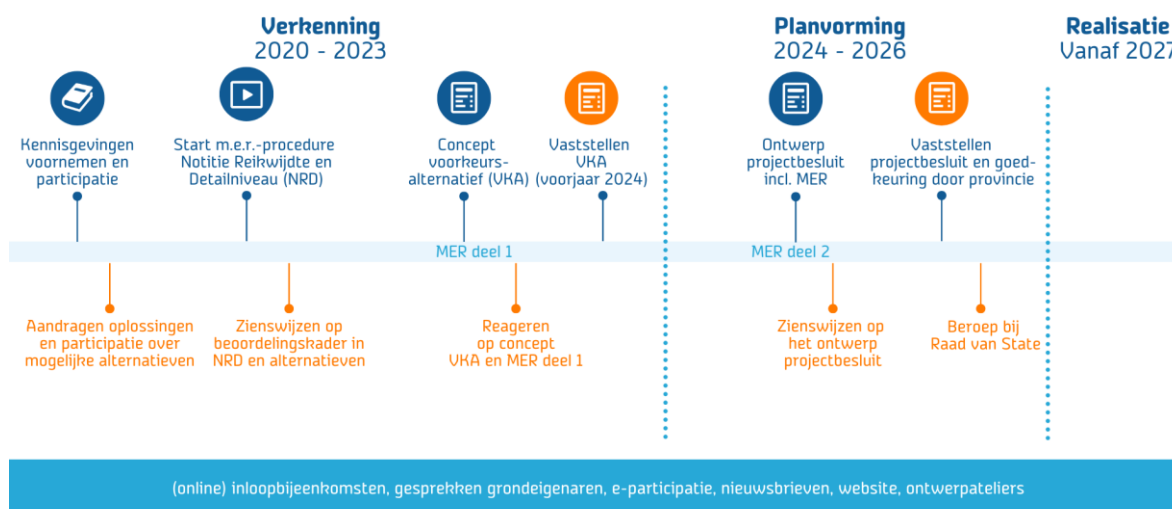 Verkenning
2020 - 2023
Planvorming
2024 - 2026
Realisatie
Vanaf 2027
Kennisgevingen
voornemen en
participatie
Start m.e.r.-procedure
Notitie Reikwijdte en
Detailniveau (NRD)
Concept
voorkeurs-
alternatief (VKA)
Vaststellen
VKA
(voorjaar 2024)
Ontwerp
projectbesluit
incl. MER
Vaststellen
projectbesluit en goed-
keuring door provincie
MER deel 1
MER deel 2
Aandragen oplossingen
en participatie over
mogelijke alternatieven
Zienswijzen op
beoordelingskader in
NRD en alternatieven
Reageren
op concept
VKA en MER deel 1
Zienswijzen op
het ontwerp
projectbesluit
Beroep bij
Raad van State
(online) inloopbijeenkomsten, gesprekken grondeigenaren, e-participatie, nieuwsbrieven, website, ontwerpateliers